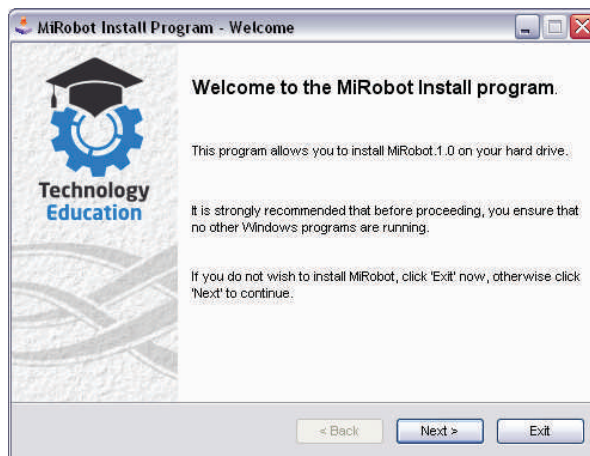 MiRobot Install Program - Welcome
Technology
Education
Welcome to the MiRobot Install program.
This program allows you to install MiRobot.1.0 on your hard drive.
It is strongly recommended that before proceeding, you ensure that
no other Windows programs are running.
If you do not wish to install MiRobot, click 'Exit' now, otherwise click
'Next' to continue.
< Back
Next >
Exit